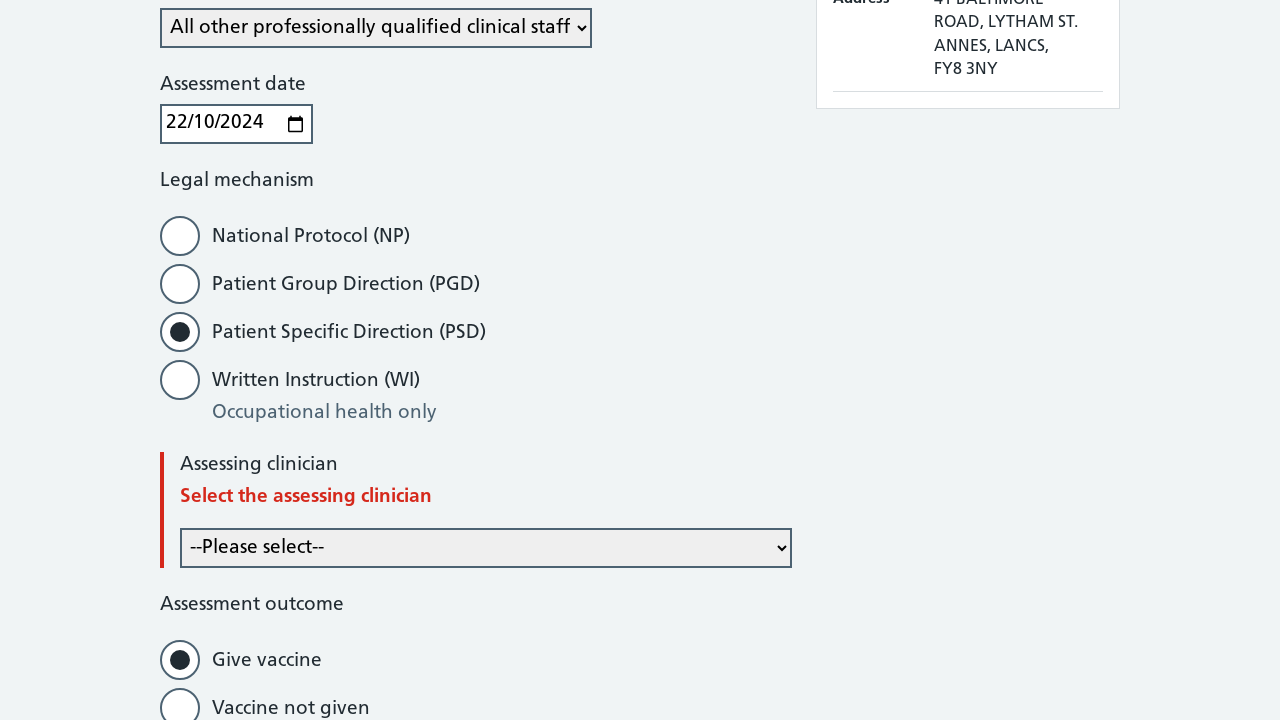 All other professionally qualified clinical staff
Assessment date
22/10/2024
Legal mechanism
National Protocol (NP)
Patient Group Direction (PGD)
Patient Specific Direction (PSD)
Written Instruction (WI)
Occupational health only
Assessing clinician
Select the assessing clinician
--Please select--
Assessment outcome
Give vaccine
Vaccine not given
Address
41 BALTIMORE
ROAD, LYTHAM ST.
ANNES, LANCS,
FY8 3NY